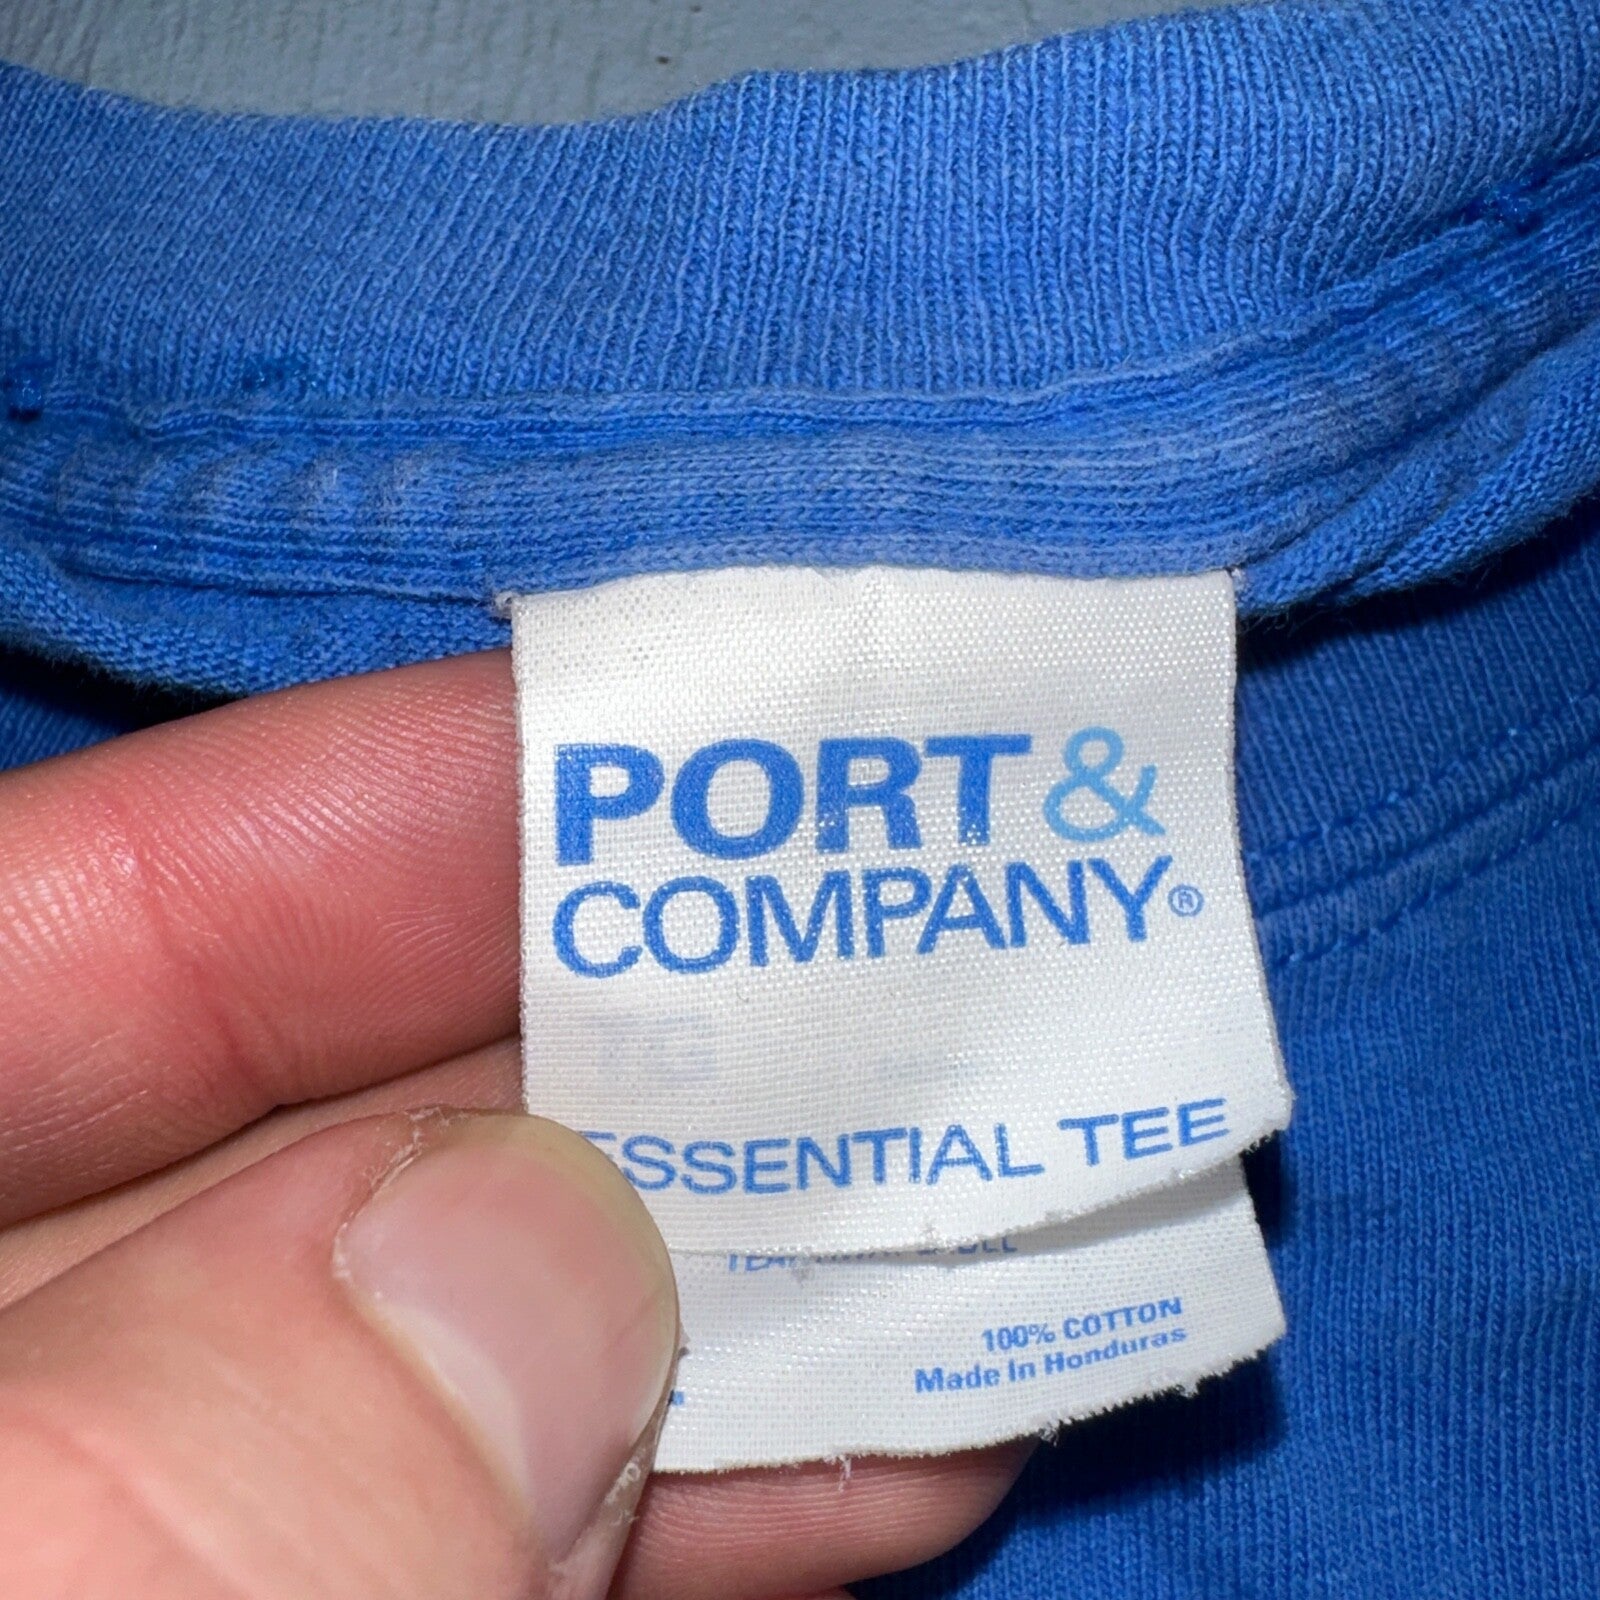 PORT &
COMPANY®
ESSENTIAL TEE
100% COTTON
Made In Honduras